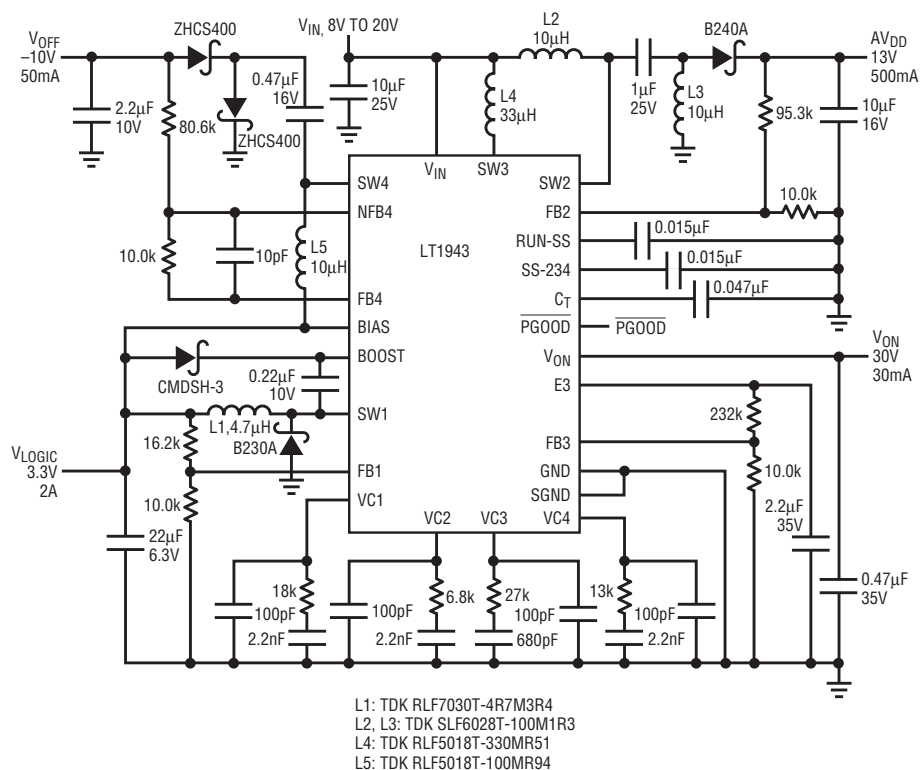 V_OFF
–10V
50mA
ZHCS400
V_IN, 8V TO 20V
L2
10µH
B240A
AV_DD
13V
500mA
2.2µF
10V
80.6k
ZHCS400
0.47µF
16V
10µF
25V
L4
33µH
1µF
25V
L3
10µH
95.3k
10µF
16V
V_IN
SW3
SW4
SW2
NFB4
FB2
10.0k
10.0k
10pF
L5
10µH
LT1943
RUN-SS
0.015µF
SS-234
0.015µF
FB4
C_T
0.047µF
BIAS
PGOOD
PGOOD
BOOST
V_ON
V_ON
30V
30mA
CMDSH-3
0.22µF
10V
E3
SW1
232k
L1,4.7µH
B230A
16.2k
FB3
V_LOGIC
3.3V
2A
FB1
GND
10.0k
VC1
SGND
10.0k
VC2
VC3
VC4
2.2µF
35V
22µF
6.3V
0.47µF
35V
18k
6.8k
27k
13k
100pF
100pF
100pF
100pF
2.2nF
2.2nF
680pF
2.2nF
L1: TDK RLF7030T-4R7M3R4
L2, L3: TDK SLF6028T-100M1R3
L4: TDK RLF5018T-330MR51
L5: TDK RLF5018T-100MR94